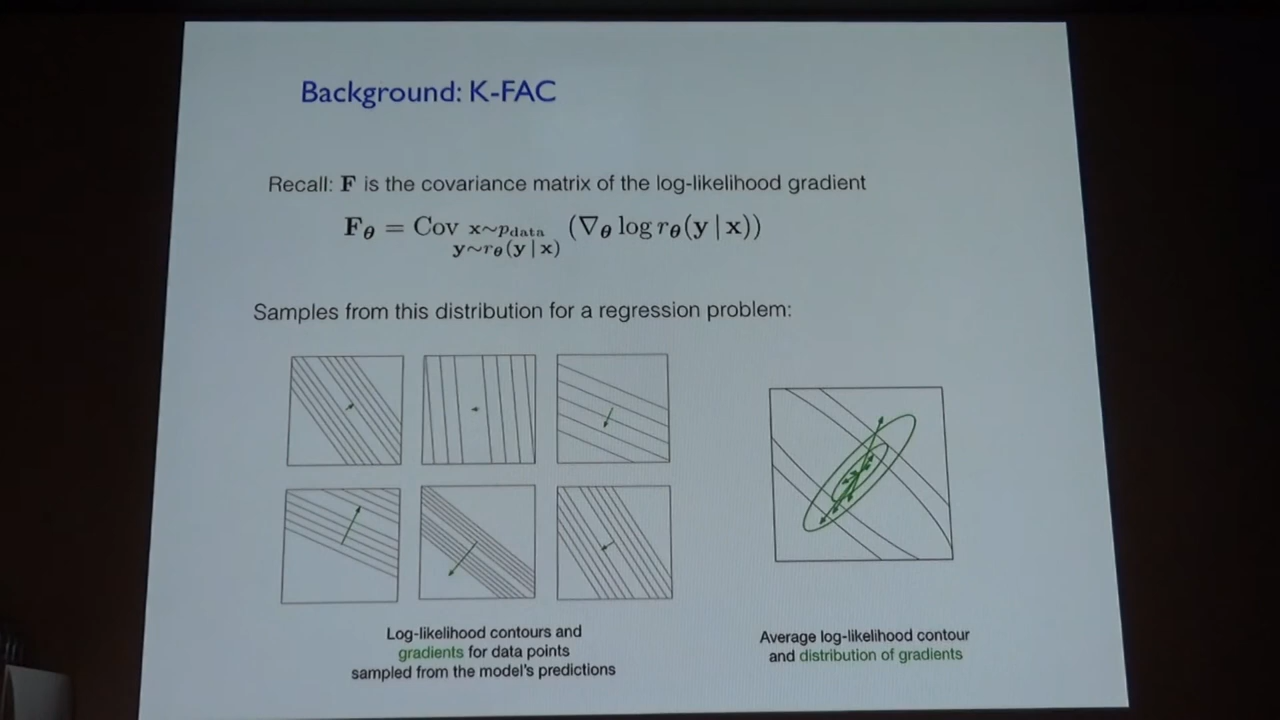 Background: K-FAC
Recall: F is the covariance matrix of the log-likelihood gradient
F_θ = Cov x∼p_data (∇_θ log r_θ(y | x))
y∼r_θ(y | x)
Samples from this distribution for a regression problem:
Log-likelihood contours and
gradients for data points
sampled from the model's predictions
Average log-likelihood contour
and distribution of gradients